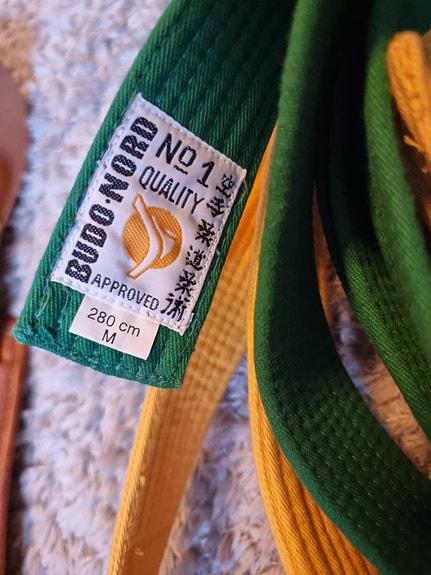 BUDO·NORD
No 1
QUALITY
APPROVED
空手柔道柔術
280 cm
M